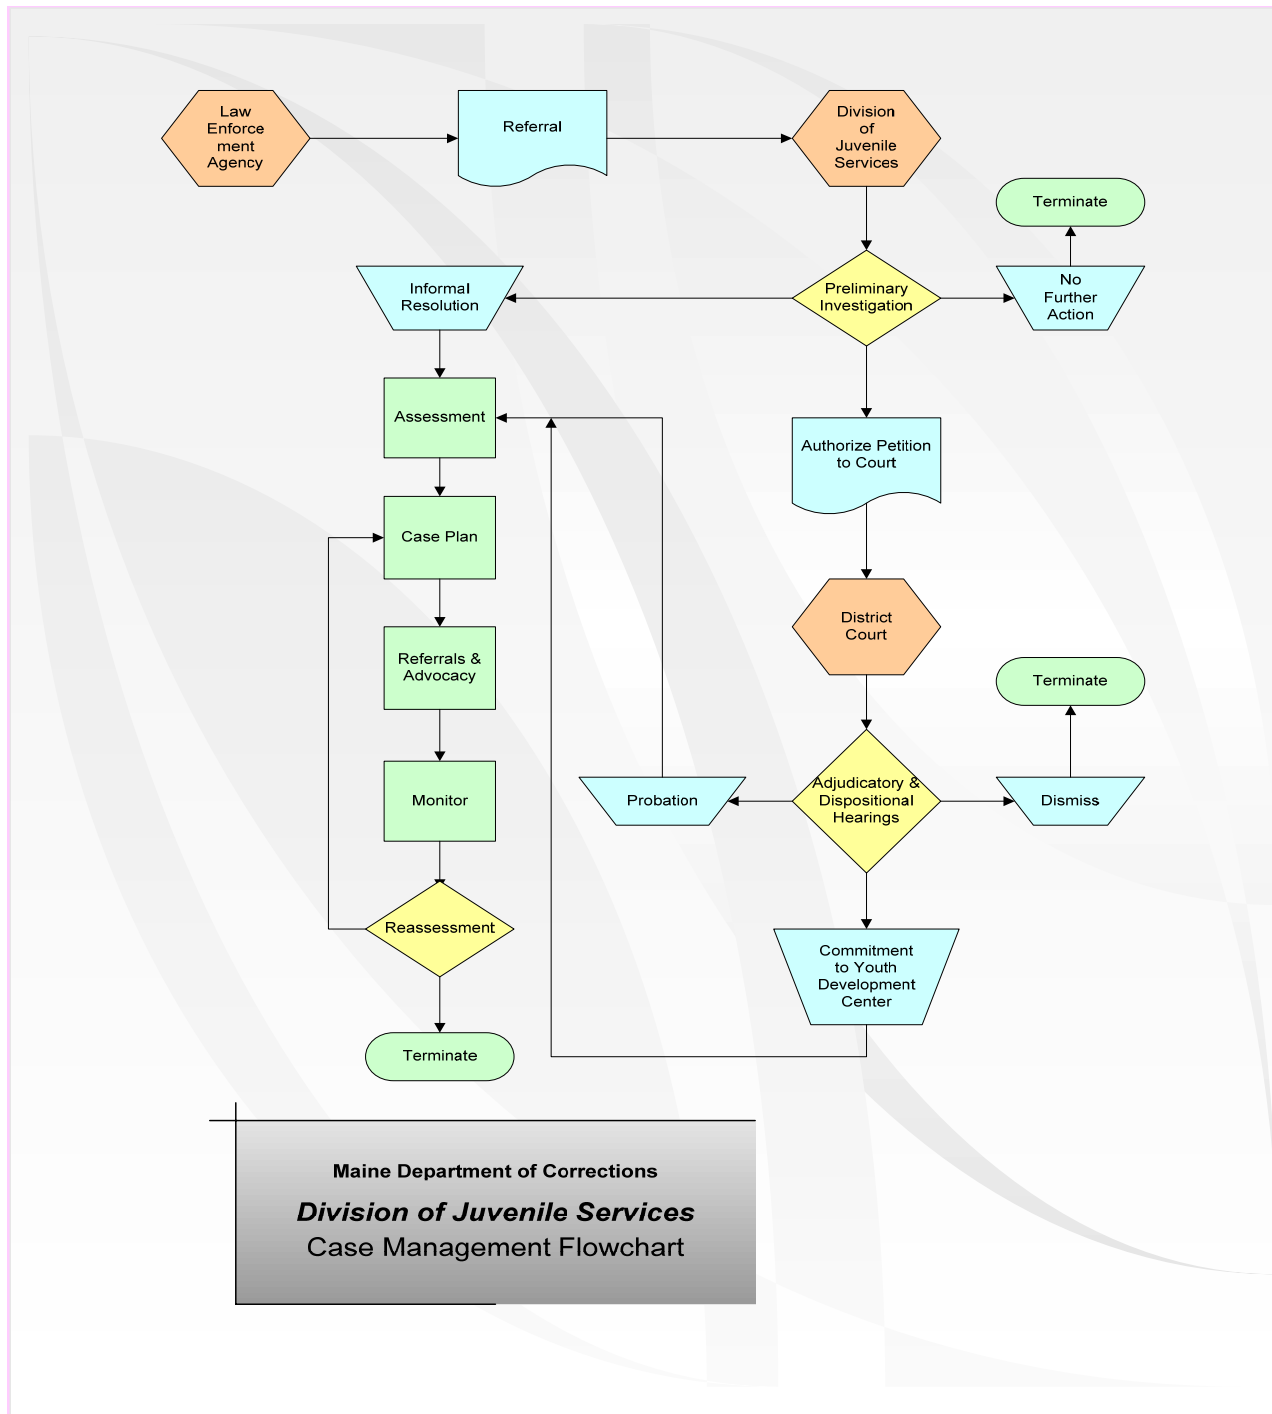 Law
Enforce
ment
Agency
Referral
Division
of
Juvenile
Services
Terminate
Informal
Resolution
Preliminary
Investigation
No
Further
Action
Assessment
Authorize Petition
to Court
Case Plan
District
Court
Referrals &
Advocacy
Terminate
Monitor
Probation
Adjudicatory &
Dispositional
Hearings
Dismiss
Reassessment
Commitment
to Youth
Development
Center
Terminate
Maine Department of Corrections
Division of Juvenile Services
Case Management Flowchart